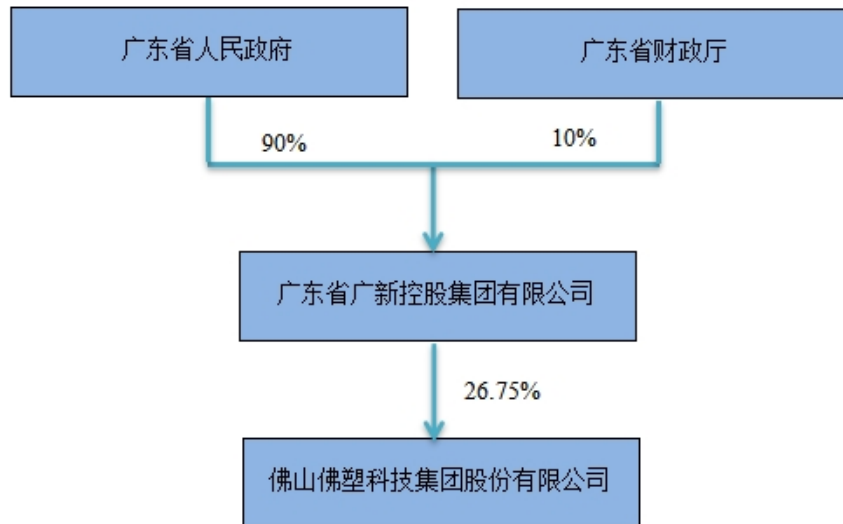 广东省人民政府
广东省财政厅
90%
10%
广东省广新控股集团有限公司
26.75%
佛山佛塑科技集团股份有限公司